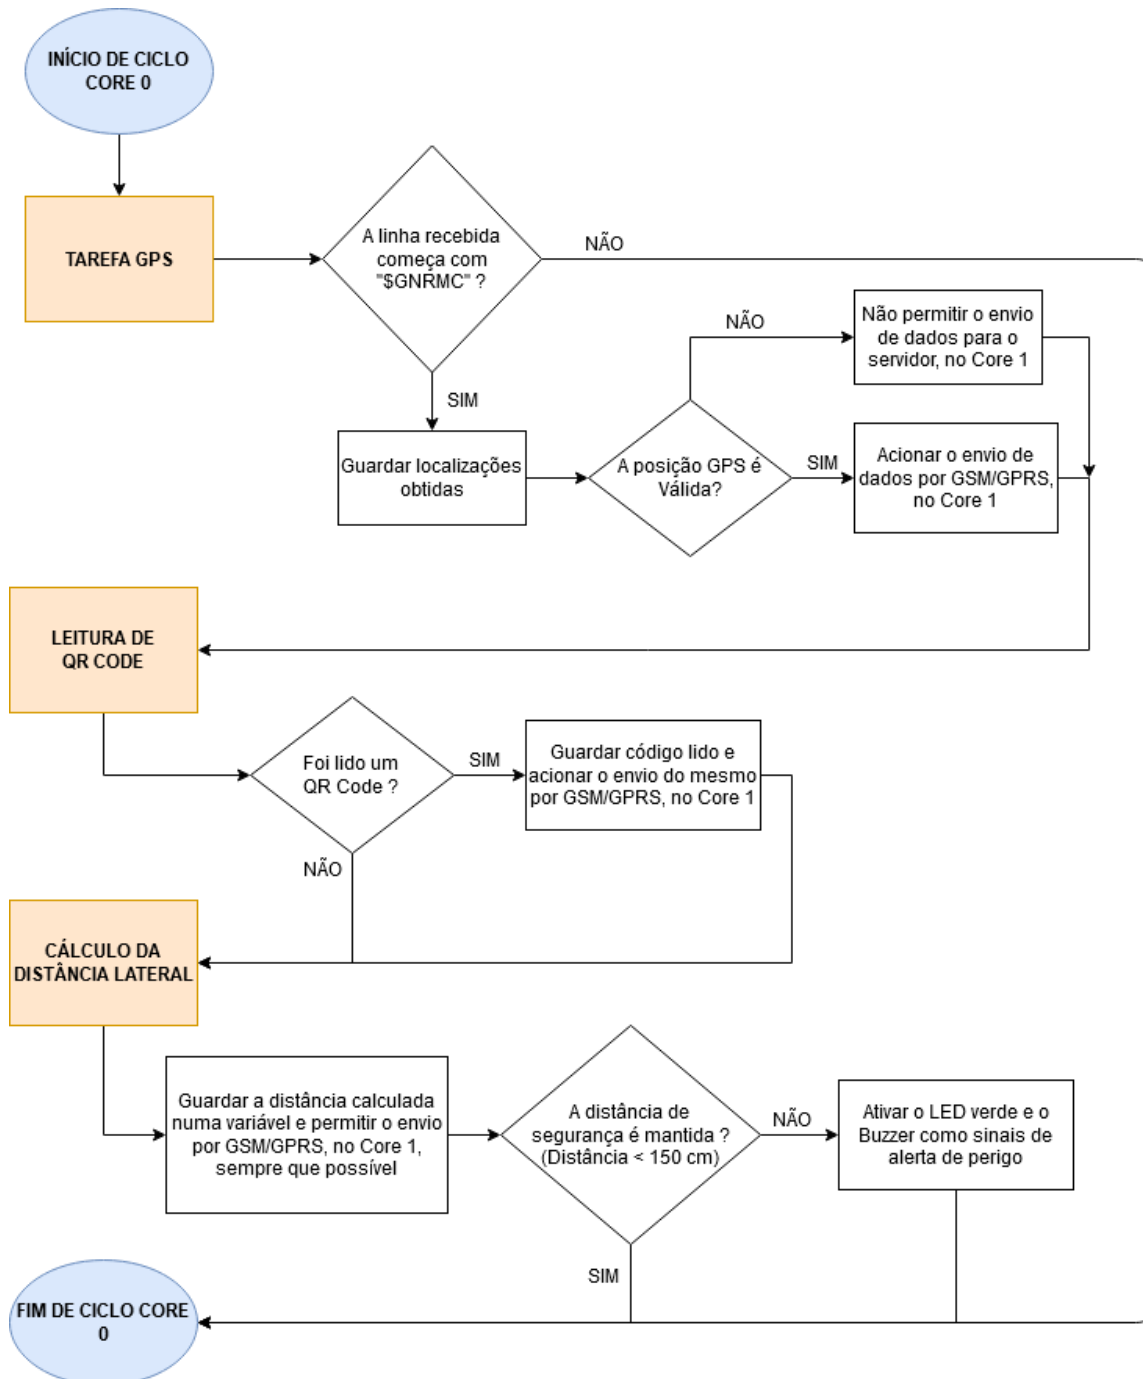 INÍCIO DE CICLO
CORE 0
TAREFA GPS
A linha recebida
começa com
"$GNRMC" ?
NÃO
SIM
Guardar localizações
obtidas
A posição GPS é
Válida?
NÃO
Não permitir o envio
de dados para o
servidor, no Core 1
SIM
Acionar o envio de
dados por GSM/GPRS,
no Core 1
LEITURA DE
QR CODE
Foi lido um
QR Code ?
SIM
Guardar código lido e
acionar o envio do mesmo
por GSM/GPRS, no Core 1
NÃO
CÁLCULO DA
DISTÂNCIA LATERAL
Guardar a distância calculada
numa variável e permitir o envio
por GSM/GPRS, no Core 1,
sempre que possível
A distância de
segurança é mantida ?
(Distância < 150 cm)
NÃO
Ativar o LED verde e o
Buzzer como sinais de
alerta de perigo
SIM
FIM DE CICLO CORE
0